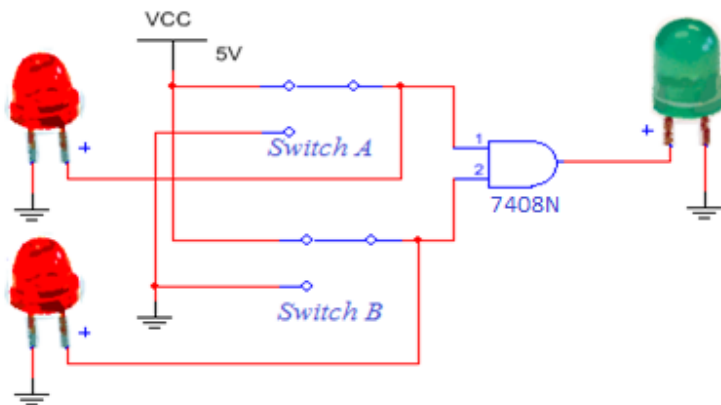 VCC
5V
+
Switch A
1
2
7408N
+
Switch B
+